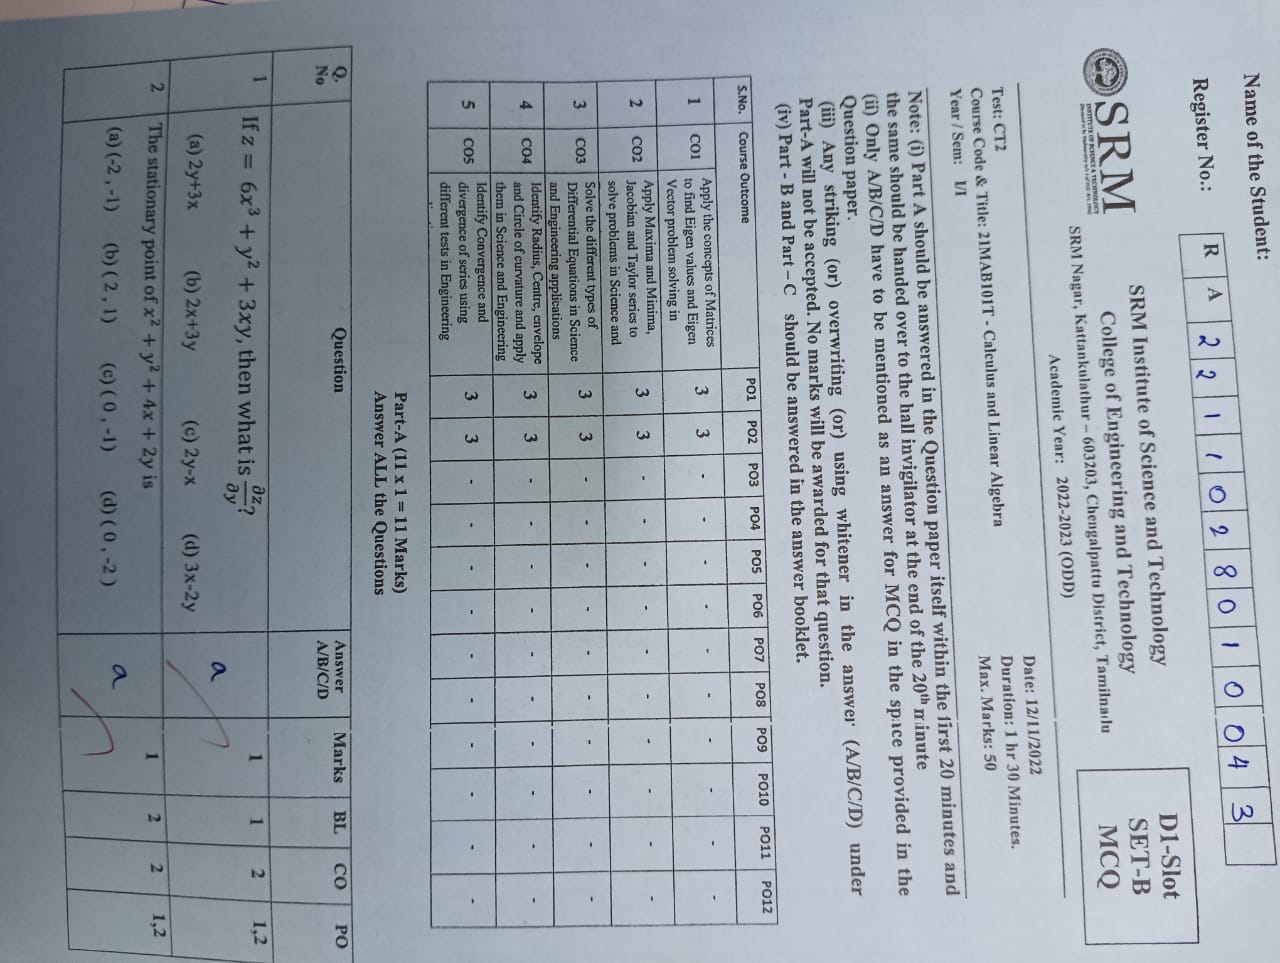 Name of the Student:
Register No.: R A 2 2 1 1 0 2 8 0 1 0 0 4 3
SRM
INSTITUTE OF SCIENCE & TECHNOLOGY
SRM Institute of Science and Technology
College of Engineering and Technology
SRM Nagar, Kattankulathur – 603203, Chengalpattu District, Tamilnadu
Academic Year: 2022-2023 (ODD)
D1-Slot
SET-B
MCQ
Test: CT2 Date: 12/11/2022
Course Code & Title: 21MAB101T - Calculus and Linear Algebra Duration: 1 hr 30 Minutes.
Year / Sem: I/I Max. Marks: 50
Note: (i) Part A should be answered in the Question paper itself within the first 20 minutes and
the same should be handed over to the hall invigilator at the end of the 20th minute
(ii) Only A/B/C/D have to be mentioned as an answer for MCQ in the space provided in the
Question paper.
(iii) Any striking (or) overwriting (or) using whitener in the answer (A/B/C/D) under
Part-A will not be accepted. No marks will be awarded for that question.
(iv) Part - B and Part – C should be answered in the answer booklet.
S.No. Course Outcome PO1 PO2 PO3 PO4 PO5 PO6 PO7 PO8 PO9 PO10 PO11 PO12
1 CO1 Apply the concepts of Matrices
to find Eigen values and Eigen
Vector problem solving in 3 3 - - - - - - - - - -
2 CO2 Apply Maxima and Minima,
Jacobian and Taylor series to
solve problems in Science and 3 3 - - - - - - - - - -
3 CO3 Solve the different types of
Differential Equations in Science
and Engineering applications 3 3 - - - - - - - - - -
4 CO4 Identify Radius, Centre, envelope
and Circle of curvature and apply
them in Science and Engineering 3 3 - - - - - - - - - -
5 CO5 Identify Convergence and
divergence of series using
different tests in Engineering 3 3 - - - - - - - - - -
Part-A (11 x 1 = 11 Marks)
Answer ALL the Questions
Q. No Question Answer A/B/C/D Marks BL CO PO
1 If z = 6x³ + y² + 3xy, then what is ∂z/∂y? 1 1 2 1,2
(a) 2y+3x (b) 2x+3y (c) 2y-x (d) 3x-2y a
2 The stationary point of x² + y² + 4x + 2y is 1 2 2 1,2
(a) (-2 ,-1) (b) ( 2 , 1) (c) ( 0 , -1) (d) ( 0 , -2 ) a